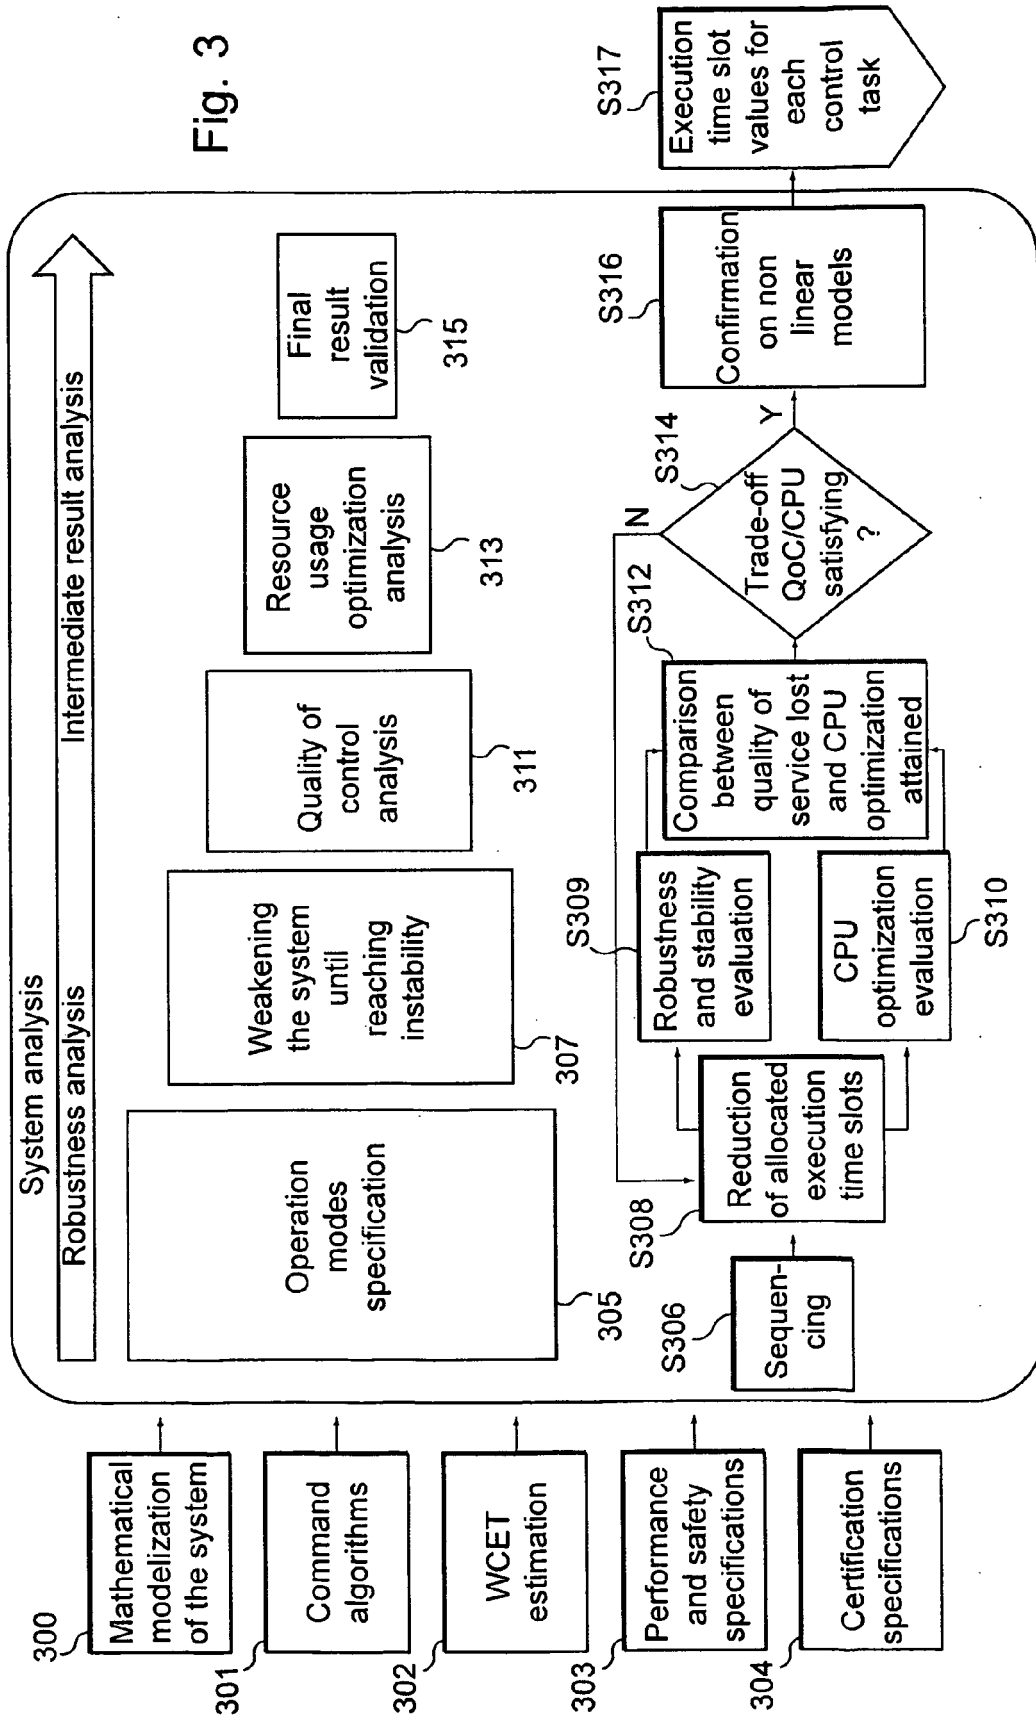 Fig. 3
System analysis
Robustness analysis
Intermediate result analysis
300
Mathematical
modelization
of the system
301
Command
algorithms
302
WCET
estimation
303
Performance
and safety
specifications
304
Certification
specifications
Operation
modes
specification
305
Weakening
the system
until
reaching
instability
307
Quality of
control
analysis
311
Resource
usage
optimization
analysis
313
Final
result
validation
315
S306
Sequen-
cing
S308
Reduction
of allocated
execution
time slots
S309
Robustness
and stability
evaluation
CPU
optimization
evaluation
S310
S312
Comparison
between
quality of
service lost
and CPU
optimization
attained
S314
Trade-off
QoC/CPU
satisfying
?
N
Y
S316
Confirmation
on non
linear
models
S317
Execution
time slot
values for
each
control
task